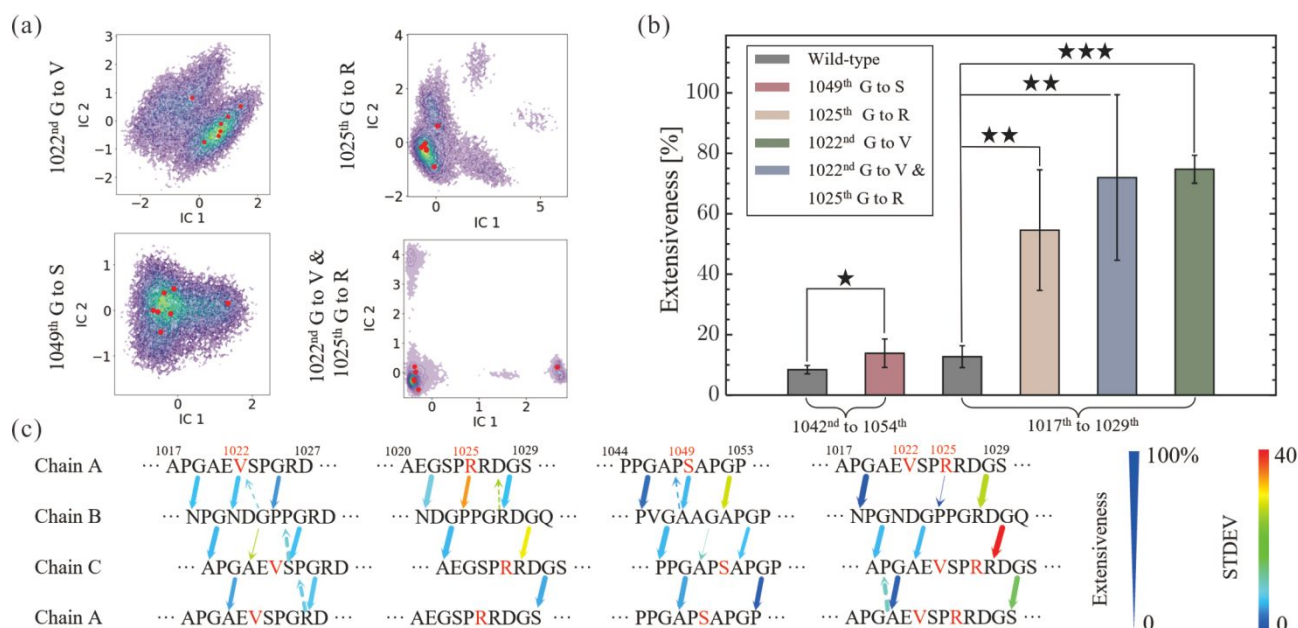 (a)
1022nd G to V
IC 2
3
2
1
0
−1
−2
−2
0
2
IC 1
1025th G to R
IC 2
4
2
0
−2
0
5
IC 1
1049th G to S
IC 2
1
0
−1
0
2
IC 1
1022nd G to V &
1025th G to R
IC 2
4
3
2
1
0
−1
0
1
2
IC 1
(b)
Extensiveness [%]
100
80
60
40
20
0
Wild-type
1049th G to S
1025th G to R
1022nd G to V
1022nd G to V &
1025th G to R
★
★★
★★
★★★
1042nd to 1054th
1017th to 1029th
(c)
1017 1022 1027
1020 1025 1029
1044 1049 1053
1017 1022 1025 1029
Chain A ··· APGAEVSPGRD ··· ··· AEGSPRRDGS ··· ··· PPGAPSAPGP ··· ··· APGAEVSPRRDGS ···
Chain B ··· NPGNDGPPGRD ··· ··· NDGPPGRDGQ ··· ··· PVGAAGAPGP ··· ··· NPGNDGPPGRDGQ ···
Chain C ··· APGAEVSPGRD ··· ··· AEGSPRRDGS ··· ··· PPGAPSAPGP ··· ··· APGAEVSPRRDGS ···
Chain A ··· APGAEVSPGRD ··· ··· AEGSPRRDGS ··· ··· PPGAPSAPGP ··· ··· APGAEVSPRRDGS ···
100%
Extensiveness
0
40
STDEV
0